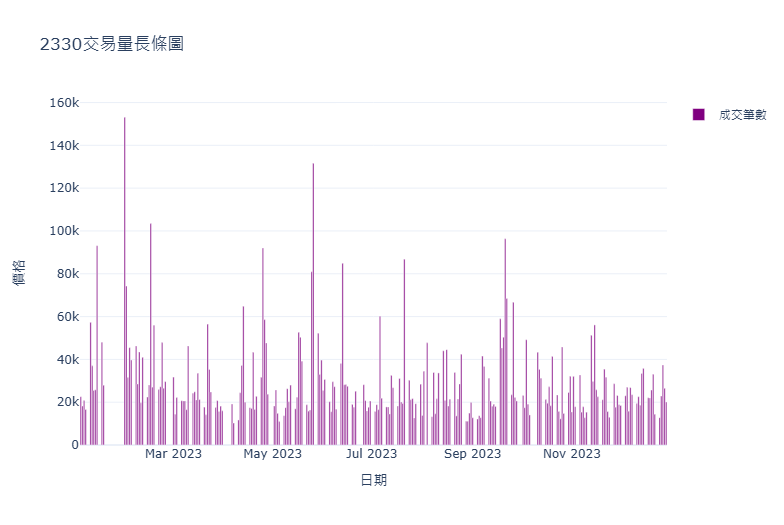 2330交易量長條圖
成交筆數
160k
140k
120k
100k
80k
60k
40k
20k
0
價格
Mar 2023
May 2023
Jul 2023
Sep 2023
Nov 2023
日期